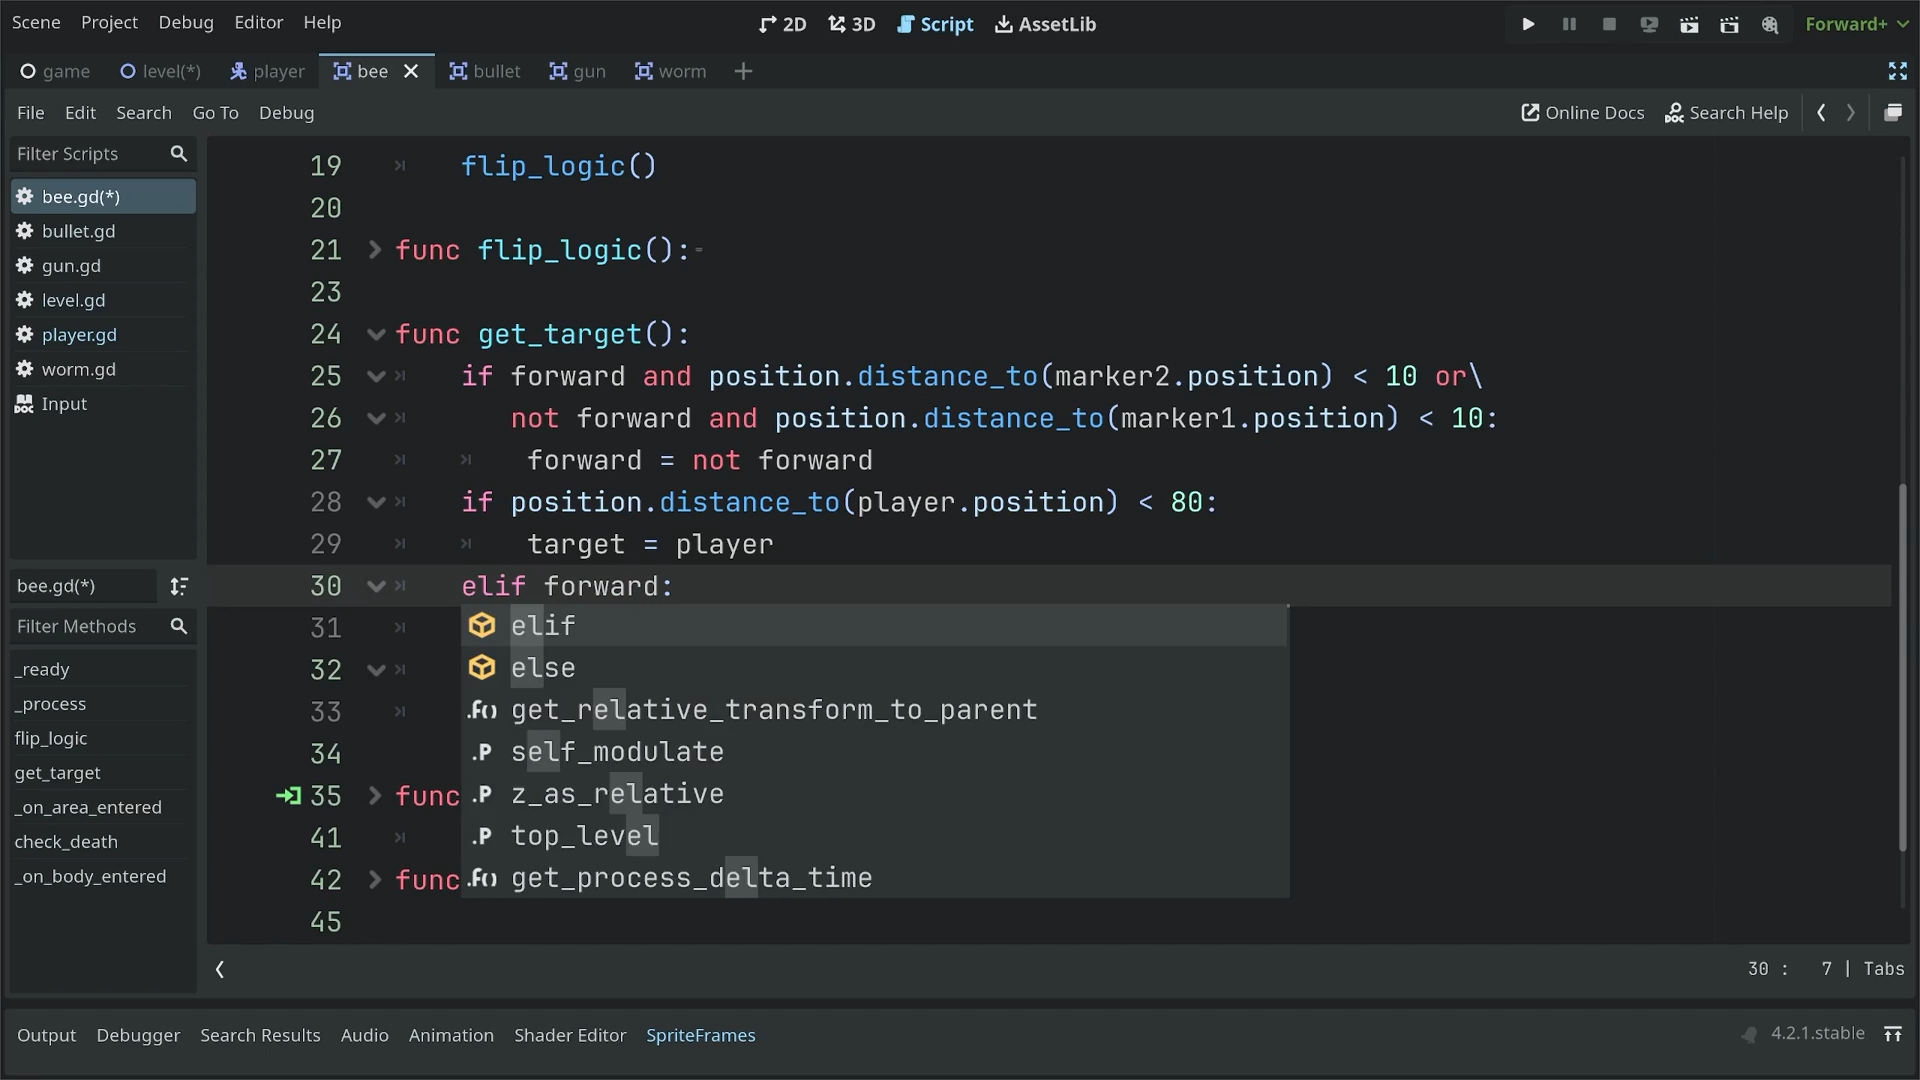 Scene Project Debug Editor Help
2D 3D Script AssetLib
Forward+
game level(*) player bee bullet gun worm
File Edit Search Go To Debug
Online Docs Search Help
Filter Scripts
bee.gd(*)
bullet.gd
gun.gd
level.gd
player.gd
worm.gd
Input
bee.gd(*)
Filter Methods
_ready
_process
flip_logic
get_target
_on_area_entered
check_death
_on_body_entered
19 flip_logic()
20
21 func flip_logic():
23
24 func get_target():
25 if forward and position.distance_to(marker2.position) < 10 or\
26 not forward and position.distance_to(marker1.position) < 10:
27 forward = not forward
28 if position.distance_to(player.position) < 80:
29 target = player
30 elif forward:
31 elif
32 else
33 get_relative_transform_to_parent
34 self_modulate
35 func z_as_relative
41 top_level
42 func get_process_delta_time
45
30 : 7 | Tabs
Output Debugger Search Results Audio Animation Shader Editor SpriteFrames
4.2.1.stable